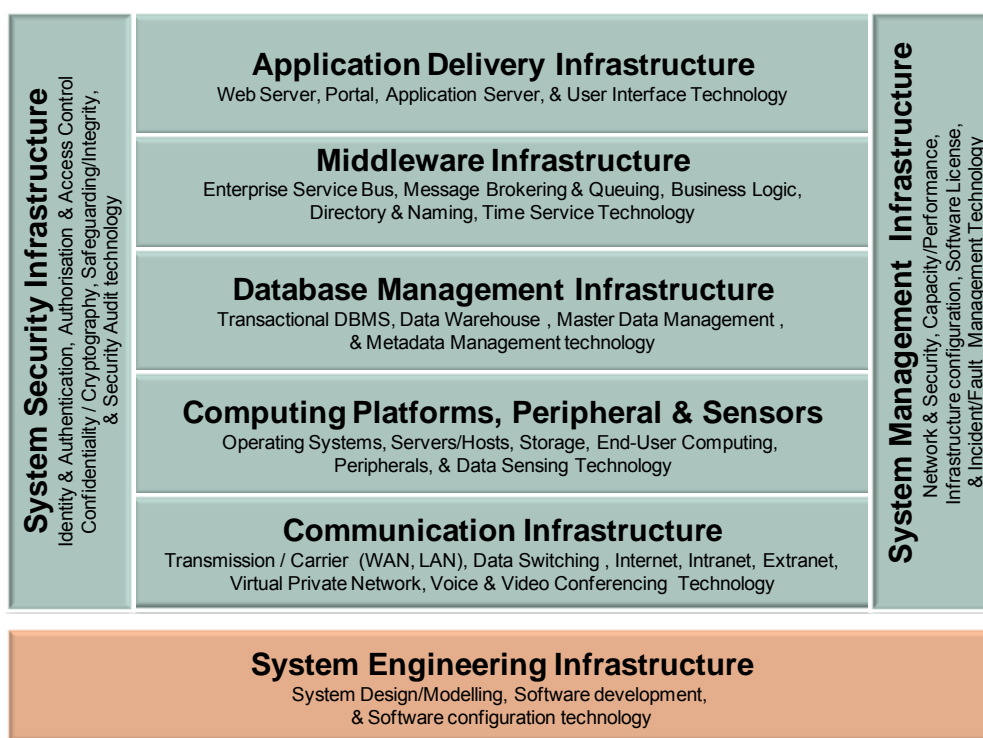 System Security Infrastructure
Identity & Authentication, Authorisation & Access Control
Confidentiality / Cryptography, Safeguarding/Integrity,
& Security Audit technology
Application Delivery Infrastructure
Web Server, Portal, Application Server, & User Interface Technology
Middleware Infrastructure
Enterprise Service Bus, Message Brokering & Queuing, Business Logic,
Directory & Naming, Time Service Technology
Database Management Infrastructure
Transactional DBMS, Data Warehouse , Master Data Management ,
& Metadata Management technology
Computing Platforms, Peripheral & Sensors
Operating Systems, Servers/Hosts, Storage, End-User Computing,
Peripherals, & Data Sensing Technology
Communication Infrastructure
Transmission / Carrier (WAN, LAN), Data Switching , Internet, Intranet, Extranet,
Virtual Private Network, Voice & Video Conferencing Technology
System Management Infrastructure
Network & Security, Capacity/Performance,
Infrastructure configuration, Software License,
& Incident/Fault Management Technology
System Engineering Infrastructure
System Design/Modelling, Software development,
& Software configuration technology